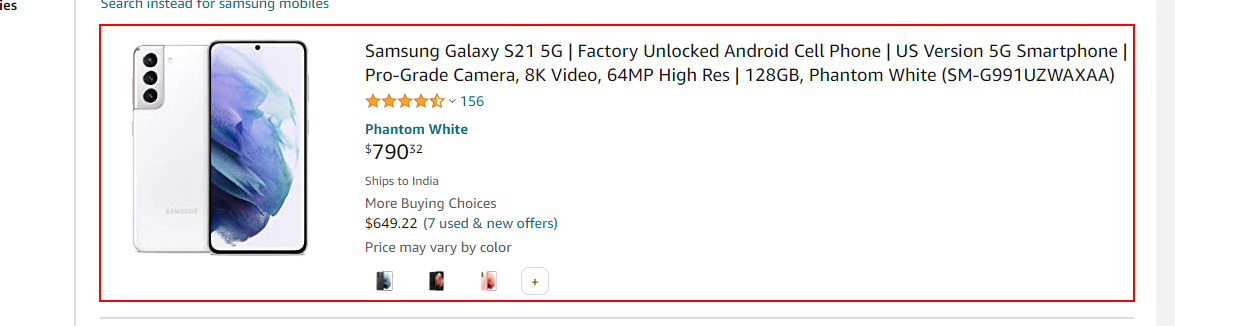 ies
Search instead for samsung mobiles
Samsung Galaxy S21 5G | Factory Unlocked Android Cell Phone | US Version 5G Smartphone |
Pro-Grade Camera, 8K Video, 64MP High Res | 128GB, Phantom White (SM-G991UZWAXAA)
156
Phantom White
$79032
Ships to India
More Buying Choices
$649.22 (7 used & new offers)
Price may vary by color
+
SAMSUNG